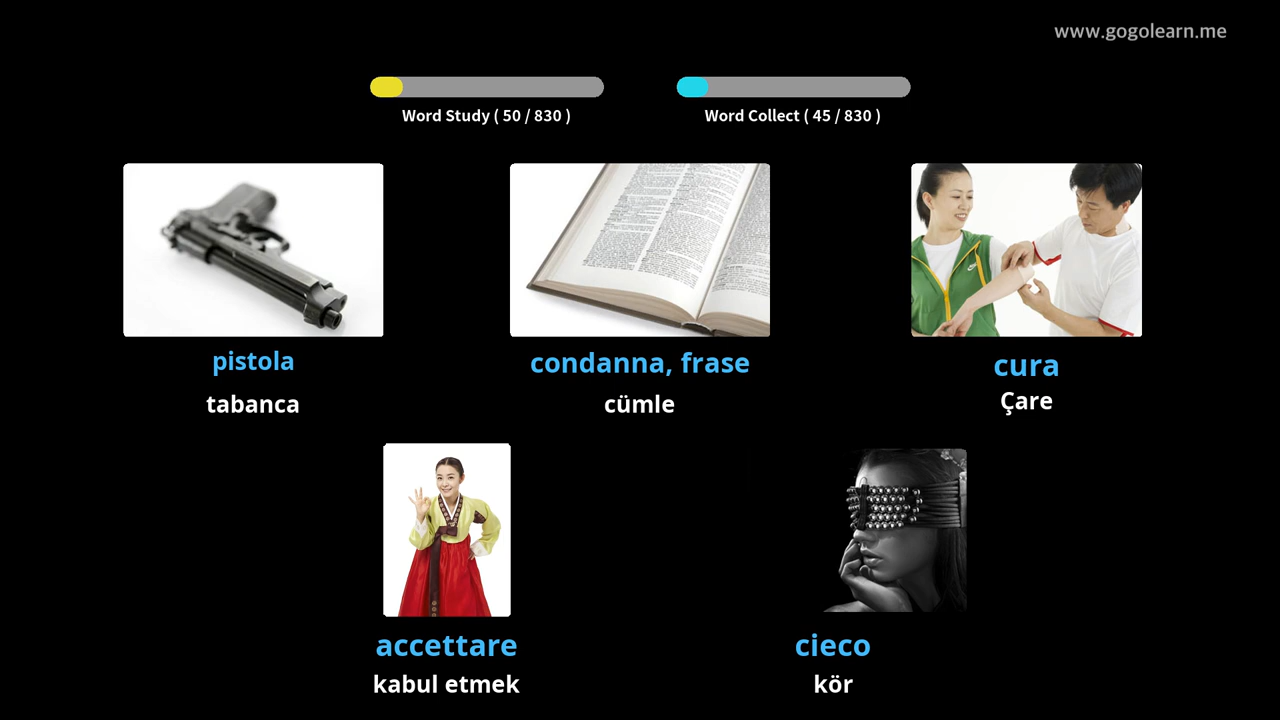 www.gogolearn.me
Word Study ( 50 / 830 )
Word Collect ( 45 / 830 )
pistola
tabanca
condanna, frase
cümle
cura
Çare
accettare
kabul etmek
cieco
kör